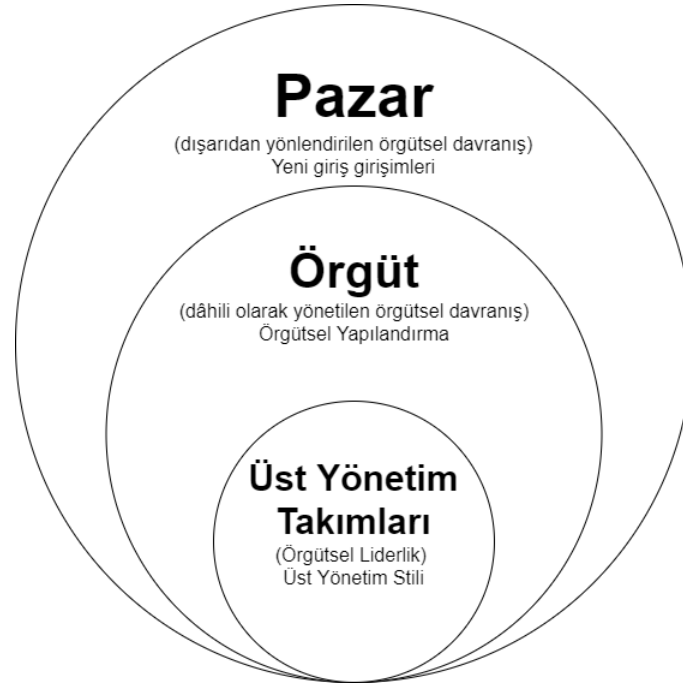 Pazar
(dışarıdan yönlendirilen örgütsel davranış)
Yeni giriş girişimleri
Örgüt
(dâhili olarak yönetilen örgütsel davranış)
Örgütsel Yapılandırma
Üst Yönetim
Takımları
(Örgütsel Liderlik)
Üst Yönetim Stili